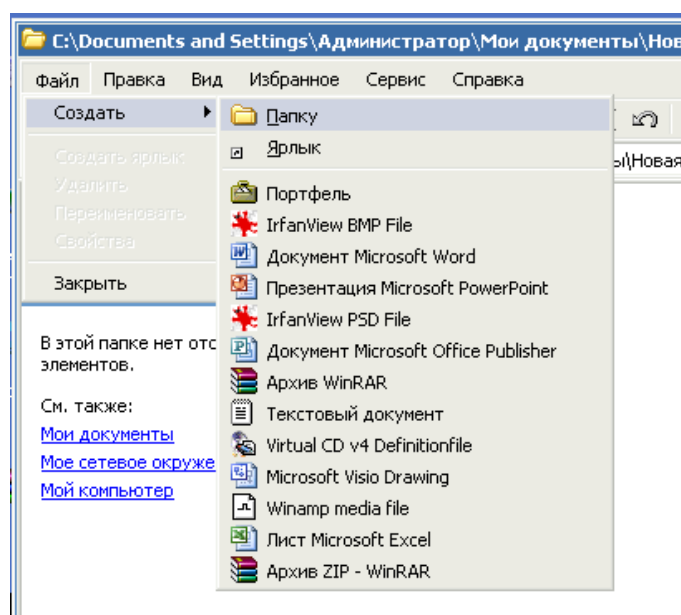 C:\Documents and Settings\Администратор\Мои документы\Нов
Файл Правка Вид Избранное Сервис Справка
Создать
Создать ярлык
Удалить
Переименовать
Свойства
Закрыть
Папку
Ярлык
Портфель
IrfanView BMP File
Документ Microsoft Word
Презентация Microsoft PowerPoint
IrfanView PSD File
Документ Microsoft Office Publisher
Архив WinRAR
Текстовый документ
Virtual CD v4 Definitionfile
Microsoft Visio Drawing
Winamp media file
Лист Microsoft Excel
Архив ZIP - WinRAR
ы\Новая
В этой папке нет отс
элементов.
См. также:
Мои документы
Мое сетевое окруже
Мой компьютер